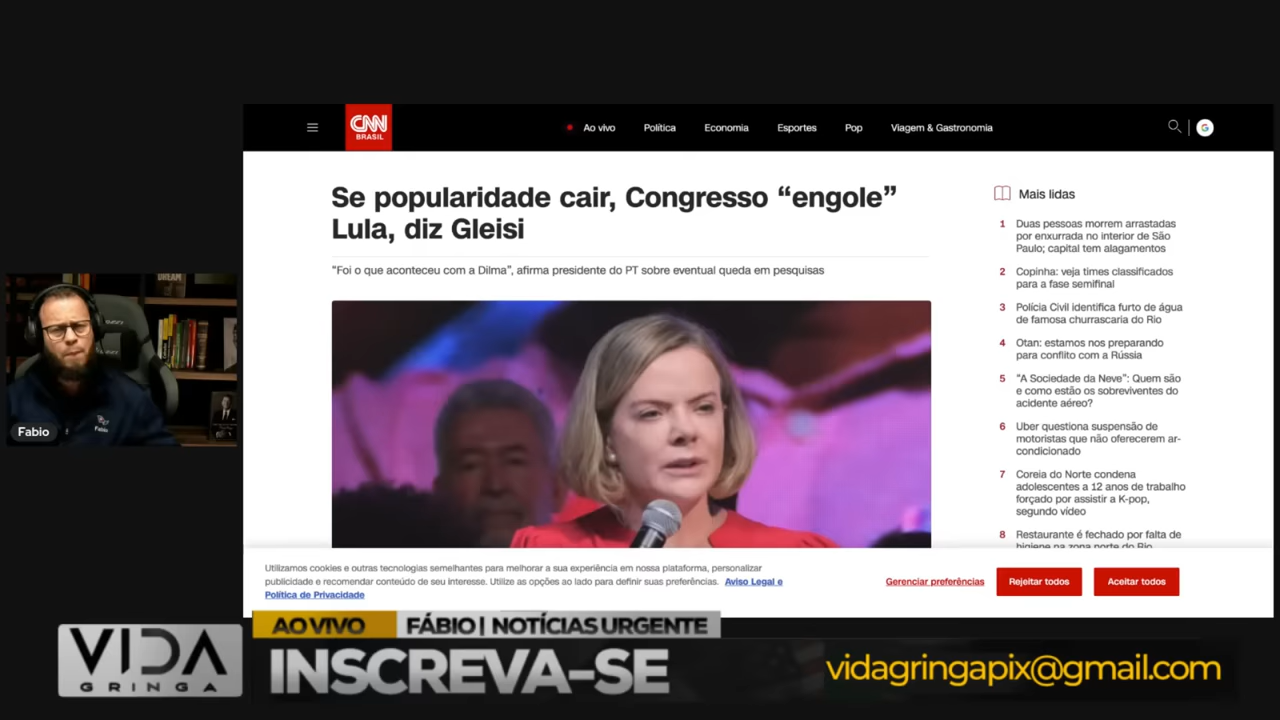 CNN
BRASIL
Ao vivo
Política
Economia
Esportes
Pop
Viagem & Gastronomia
Se popularidade cair, Congresso “engole”
Lula, diz Gleisi
"Foi o que aconteceu com a Dilma”, afirma presidente do PT sobre eventual queda em pesquisas
Mais lidas
1 Duas pessoas morrem arrastadas
por enxurrada no interior de São
Paulo; capital tem alagamentos
2 Copinha: veja times classificados
para a fase semifinal
3 Polícia Civil identifica furto de água
de famosa churrascaria do Rio
4 Otan: estamos nos preparando
para conflito com a Rússia
5 “A Sociedade da Neve”: Quem são
e como estão os sobreviventes do
acidente aéreo?
6 Uber questiona suspensão de
motoristas que não oferecerem ar-
condicionado
7 Coreia do Norte condena
adolescentes a 12 anos de trabalho
forçado por assistir a K-pop,
segundo vídeo
8 Restaurante é fechado por falta de
higiene na zona norte do Rio
DREAM
Fabio
Utilizamos cookies e outras tecnologias semelhantes para melhorar a sua experiência em nossa plataforma, personalizar
publicidade e recomendar conteúdo de seu interesse. Utilize as opções ao lado para definir suas preferências. Aviso Legal e
Política de Privacidade
Gerenciar preferências
Rejeitar todos
Aceitar todos
AO VIVO
FÁBIO | NOTÍCIAS URGENTE
VIDA
GRINGA
INSCREVA-SE
vidagringapix@gmail.com